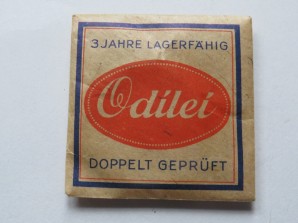 3 JAHRE LAGERFÄHIG
Odilei
DOPPELT GEPRÜFT